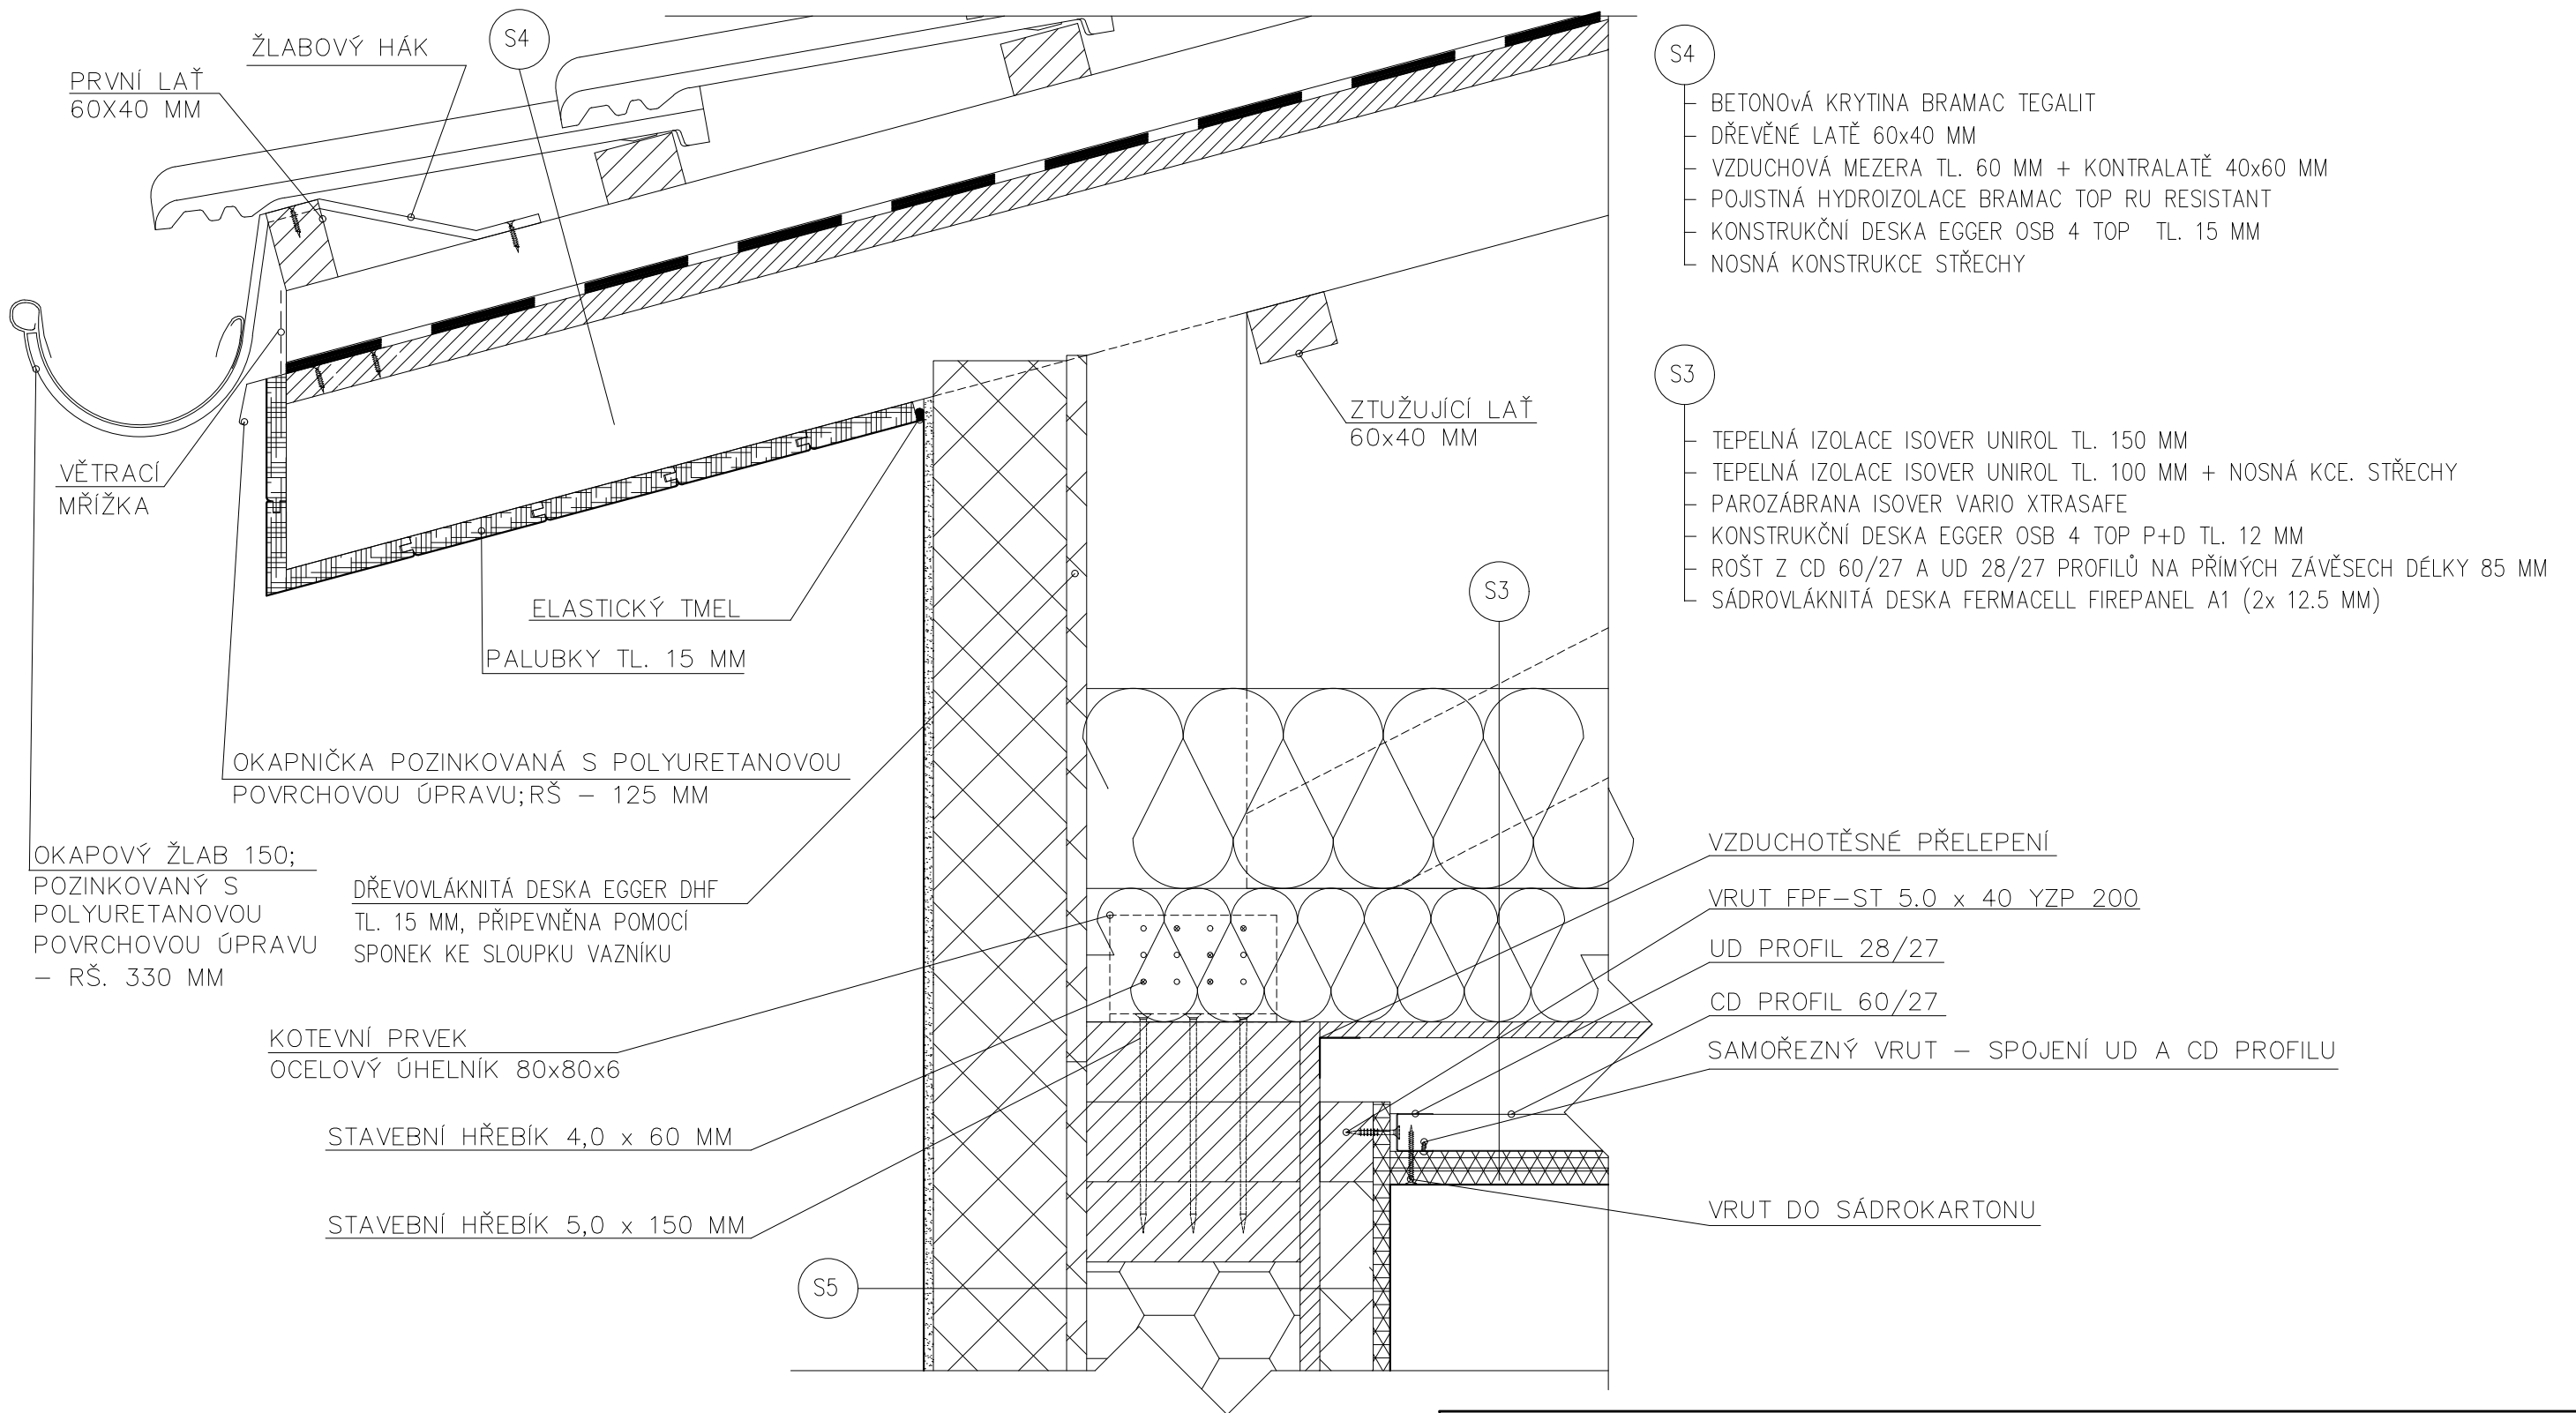 ŽLABOVÝ HÁK
S4
PRVNÍ LAŤ
60X40 MM
S4
BETONOvÁ KRYTINA BRAMAC TEGALIT
DŘEVĚNÉ LATĚ 60x40 MM
VZDUCHOVÁ MEZERA TL. 60 MM + KONTRALATĚ 40x60 MM
POJISTNÁ HYDROIZOLACE BRAMAC TOP RU RESISTANT
KONSTRUKČNÍ DESKA EGGER OSB 4 TOP TL. 15 MM
NOSNÁ KONSTRUKCE STŘECHY
S3
TEPELNÁ IZOLACE ISOVER UNIROL TL. 150 MM
TEPELNÁ IZOLACE ISOVER UNIROL TL. 100 MM + NOSNÁ KCE. STŘECHY
PAROZÁBRANA ISOVER VARIO XTRASAFE
KONSTRUKČNÍ DESKA EGGER OSB 4 TOP P+D TL. 12 MM
ROŠT Z CD 60/27 A UD 28/27 PROFILŮ NA PŘÍMÝCH ZÁVĚSECH DÉLKY 85 MM
SÁDROVLÁKNITÁ DESKA FERMACELL FIREPANEL A1 (2x 12.5 MM)
ZTUŽUJÍCÍ LAŤ
60x40 MM
VĚTRACÍ
MŘÍŽKA
S3
ELASTICKÝ TMEL
PALUBKY TL. 15 MM
OKAPNIČKA POZINKOVANÁ S POLYURETANOVOU
POVRCHOVOU ÚPRAVU;RŠ – 125 MM
OKAPOVÝ ŽLAB 150;
POZINKOVANÝ S
POLYURETANOVOU
POVRCHOVOU ÚPRAVU
– RŠ. 330 MM
DŘEVOVLÁKNITÁ DESKA EGGER DHF
TL. 15 MM, PŘIPEVNĚNA POMOCÍ
SPONEK KE SLOUPKU VAZNÍKU
VZDUCHOTĚSNÉ PŘELEPENÍ
VRUT FPF–ST 5.0 x 40 YZP 200
UD PROFIL 28/27
CD PROFIL 60/27
SAMOŘEZNÝ VRUT – SPOJENÍ UD A CD PROFILU
KOTEVNÍ PRVEK
OCELOVÝ ÚHELNÍK 80x80x6
STAVEBNÍ HŘEBÍK 4,0 x 60 MM
STAVEBNÍ HŘEBÍK 5,0 x 150 MM
VRUT DO SÁDROKARTONU
S5